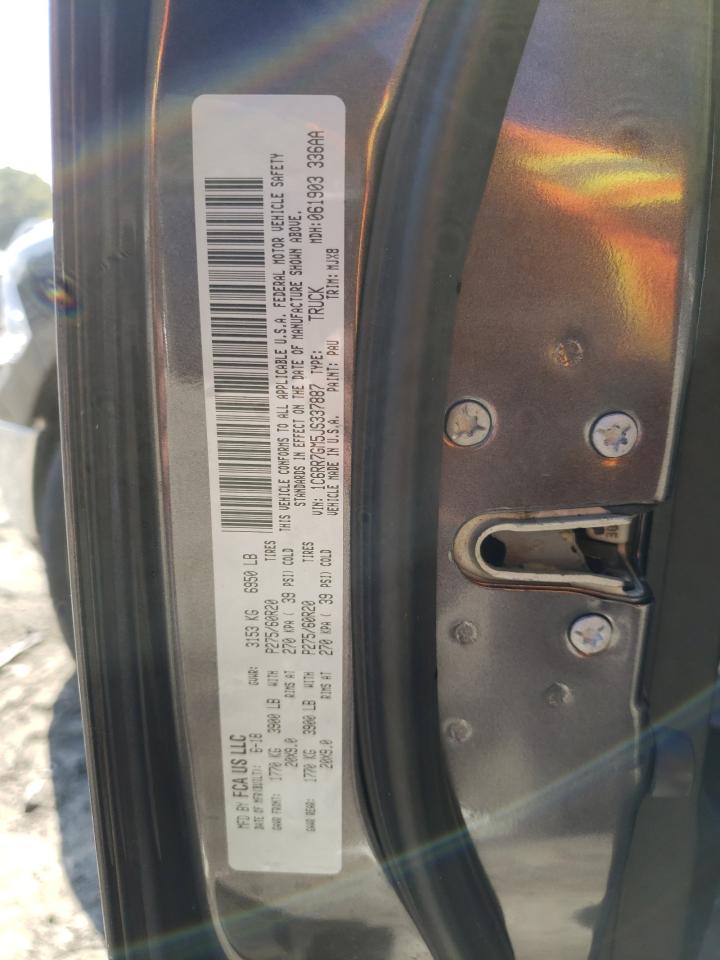 MFD BY FCA US LLC
DATE OF MFR(BUILT): 6-18 GVWR: 3153 KG 6950 LB
GAWR FRONT: 1770 KG 3900 LB WITH P275/60R20 TIRES
20X9.0 RIMS AT 270 KPA ( 39 PSI) COLD
GAWR REAR: 1770 KG 3900 LB WITH P275/60R20 TIRES
20X9.0 RIMS AT 270 KPA ( 39 PSI) COLD
THIS VEHICLE CONFORMS TO ALL APPLICABLE U.S.A. FEDERAL MOTOR VEHICLE SAFETY
STANDARDS IN EFFECT ON THE DATE OF MANUFACTURE SHOWN ABOVE.
VIN: 1C6RR7GM5JS337887 TYPE: TRUCK MDH:061903 336AA
VEHICLE MADE IN U.S.A. PAINT: PAU TRIM: MJX8